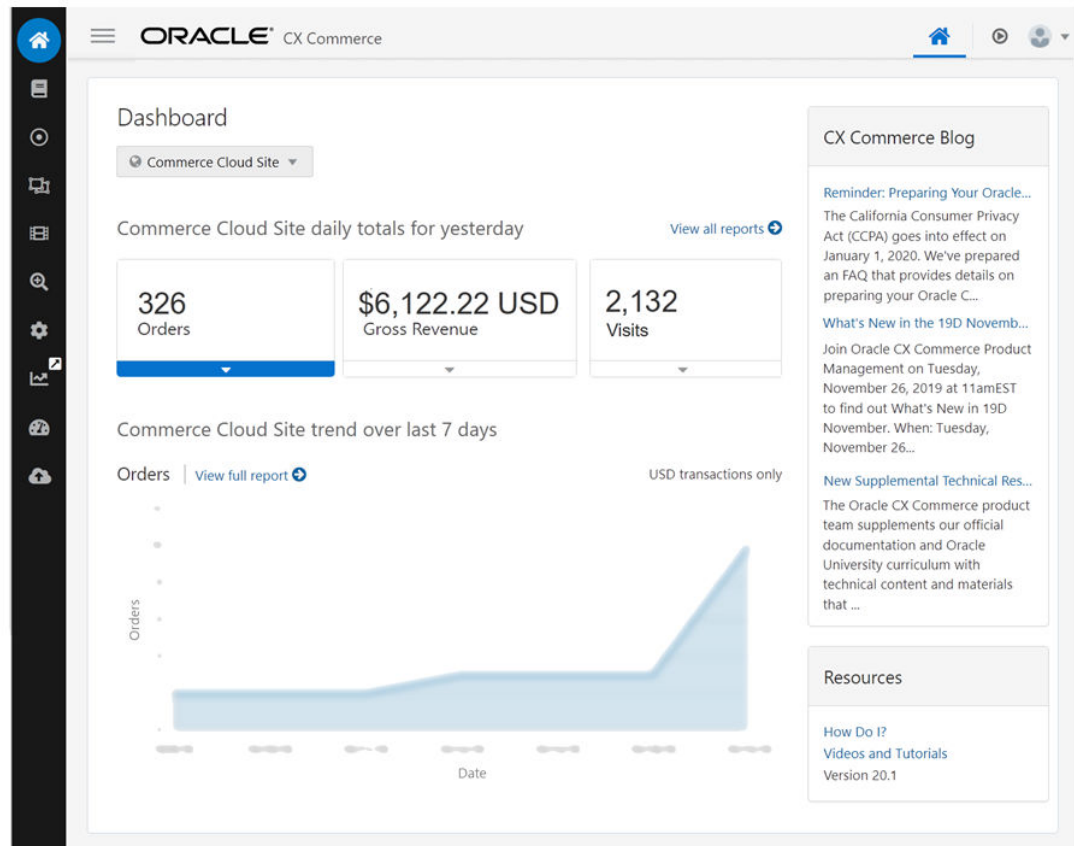 ORACLE® CX Commerce
Dashboard
Commerce Cloud Site
Commerce Cloud Site daily totals for yesterday
View all reports
326
Orders
$6,122.22 USD
Gross Revenue
2,132
Visits
Commerce Cloud Site trend over last 7 days
Orders
View full report
USD transactions only
Orders
Date
CX Commerce Blog
Reminder: Preparing Your Oracle...
The California Consumer Privacy
Act (CCPA) goes into effect on
January 1, 2020. We've prepared
an FAQ that provides details on
preparing your Oracle C...
What's New in the 19D Novemb...
Join Oracle CX Commerce Product
Management on Tuesday,
November 26, 2019 at 11amEST
to find out What's New in 19D
November. When: Tuesday,
November 26...
New Supplemental Technical Res...
The Oracle CX Commerce product
team supplements our official
documentation and Oracle
University curriculum with
technical content and materials
that ...
Resources
How Do I?
Videos and Tutorials
Version 20.1